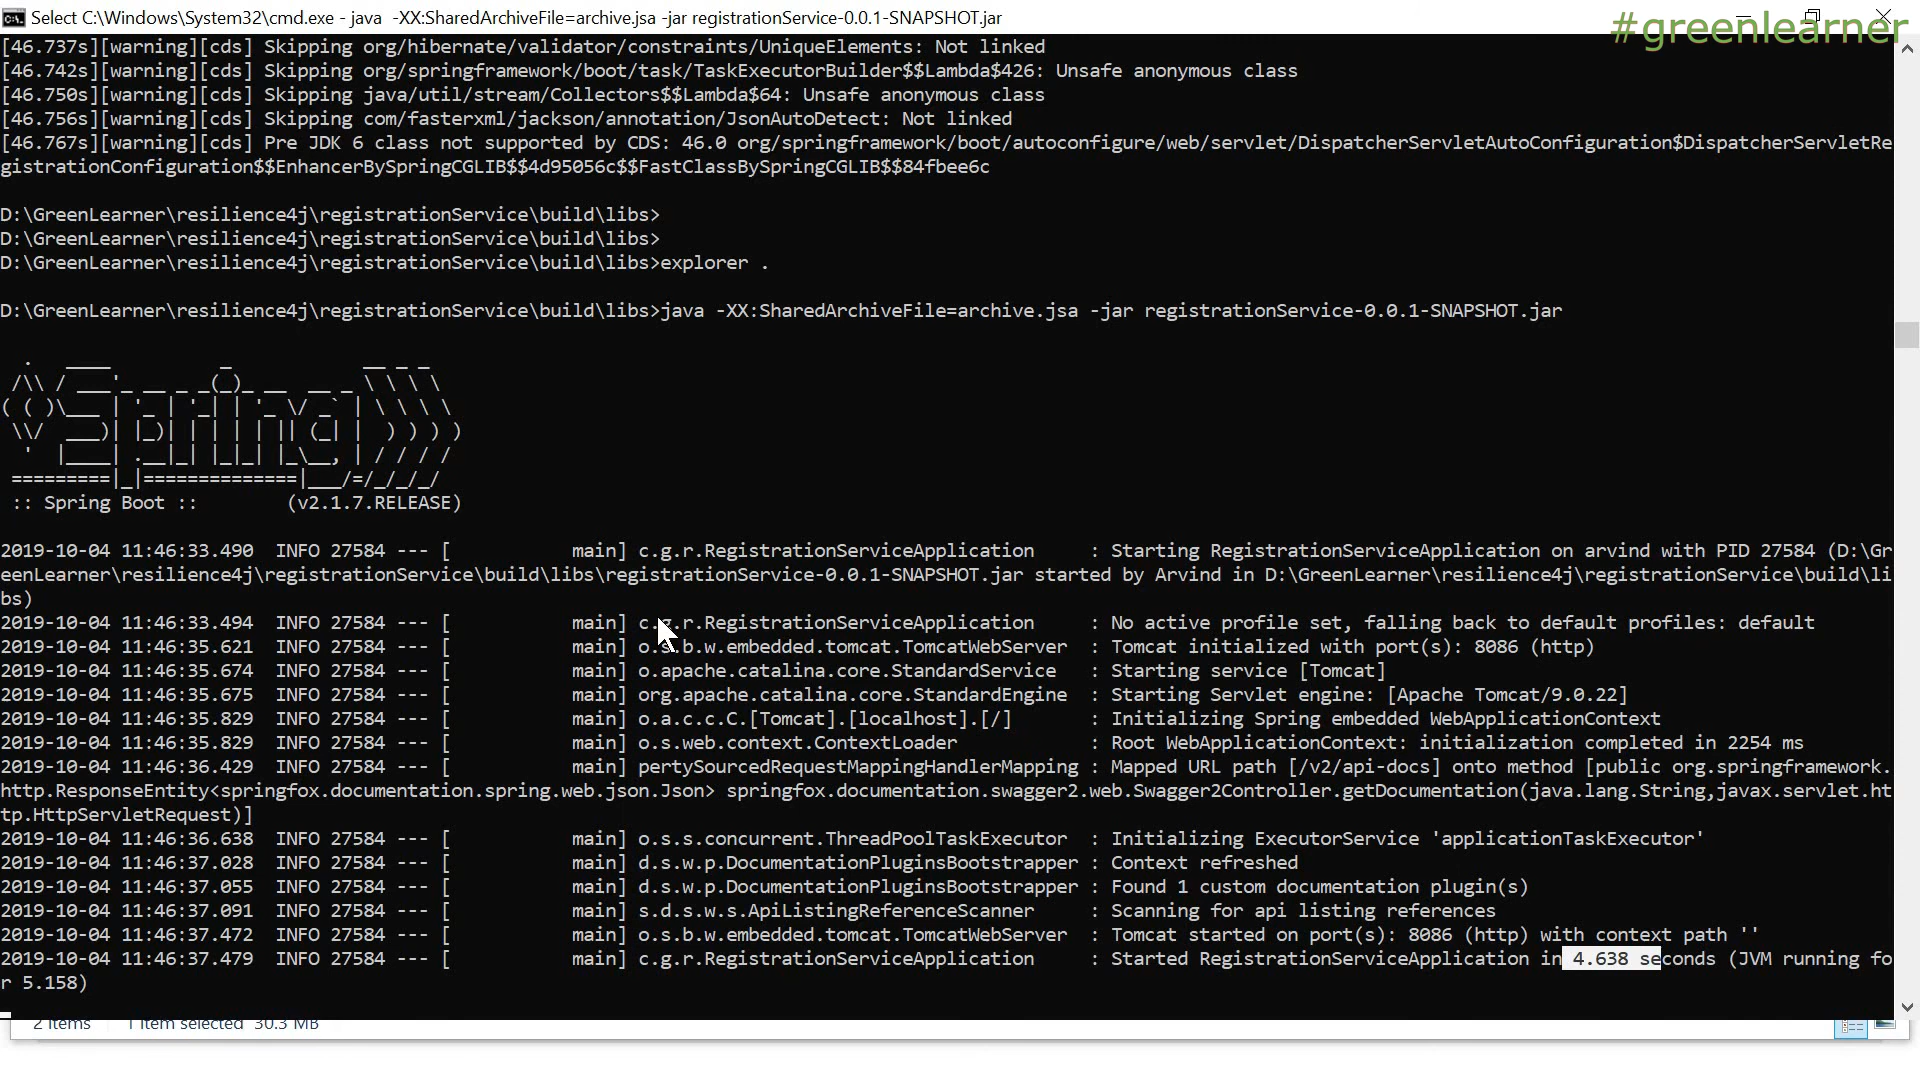 Select C:\Windows\System32\cmd.exe - java  -XX:SharedArchiveFile=archive.jsa -jar registrationService-0.0.1-SNAPSHOT.jar
#greenlearner
[46.737s][warning][cds] Skipping org/hibernate/validator/constraints/UniqueElements: Not linked
[46.742s][warning][cds] Skipping org/springframework/boot/task/TaskExecutorBuilder$$Lambda$426: Unsafe anonymous class
[46.750s][warning][cds] Skipping java/util/stream/Collectors$$Lambda$64: Unsafe anonymous class
[46.756s][warning][cds] Skipping com/fasterxml/jackson/annotation/JsonAutoDetect: Not linked
[46.767s][warning][cds] Pre JDK 6 class not supported by CDS: 46.0 org/springframework/boot/autoconfigure/web/servlet/DispatcherServletAutoConfiguration$DispatcherServletRe
gistrationConfiguration$$EnhancerBySpringCGLIB$$4d95056c$$FastClassBySpringCGLIB$$84fbee6c
D:\GreenLearner\resilience4j\registrationService\build\libs>
D:\GreenLearner\resilience4j\registrationService\build\libs>
D:\GreenLearner\resilience4j\registrationService\build\libs>explorer .
D:\GreenLearner\resilience4j\registrationService\build\libs>java -XX:SharedArchiveFile=archive.jsa -jar registrationService-0.0.1-SNAPSHOT.jar
Spring
:: Spring Boot ::        (v2.1.7.RELEASE)
2019-10-04 11:46:33.490  INFO 27584 --- [           main] c.g.r.RegistrationServiceApplication     : Starting RegistrationServiceApplication on arvind with PID 27584 (D:\Gr
eenLearner\resilience4j\registrationService\build\libs\registrationService-0.0.1-SNAPSHOT.jar started by Arvind in D:\GreenLearner\resilience4j\registrationService\build\li
bs)
2019-10-04 11:46:33.494  INFO 27584 --- [           main] c.g.r.RegistrationServiceApplication     : No active profile set, falling back to default profiles: default
2019-10-04 11:46:35.621  INFO 27584 --- [           main] o.s.b.w.embedded.tomcat.TomcatWebServer  : Tomcat initialized with port(s): 8086 (http)
2019-10-04 11:46:35.674  INFO 27584 --- [           main] o.apache.catalina.core.StandardService   : Starting service [Tomcat]
2019-10-04 11:46:35.675  INFO 27584 --- [           main] org.apache.catalina.core.StandardEngine  : Starting Servlet engine: [Apache Tomcat/9.0.22]
2019-10-04 11:46:35.829  INFO 27584 --- [           main] o.a.c.c.C.[Tomcat].[localhost].[/]       : Initializing Spring embedded WebApplicationContext
2019-10-04 11:46:35.829  INFO 27584 --- [           main] o.s.web.context.ContextLoader            : Root WebApplicationContext: initialization completed in 2254 ms
2019-10-04 11:46:36.429  INFO 27584 --- [           main] pertySourcedRequestMappingHandlerMapping : Mapped URL path [/v2/api-docs] onto method [public org.springframework.
http.ResponseEntity<springfox.documentation.spring.web.json.Json> springfox.documentation.swagger2.web.Swagger2Controller.getDocumentation(java.lang.String,javax.servlet.ht
tp.HttpServletRequest)]
2019-10-04 11:46:36.638  INFO 27584 --- [           main] o.s.s.concurrent.ThreadPoolTaskExecutor  : Initializing ExecutorService 'applicationTaskExecutor'
2019-10-04 11:46:37.028  INFO 27584 --- [           main] d.s.w.p.DocumentationPluginsBootstrapper : Context refreshed
2019-10-04 11:46:37.055  INFO 27584 --- [           main] d.s.w.p.DocumentationPluginsBootstrapper : Found 1 custom documentation plugin(s)
2019-10-04 11:46:37.091  INFO 27584 --- [           main] s.d.s.w.s.ApiListingReferenceScanner     : Scanning for api listing references
2019-10-04 11:46:37.472  INFO 27584 --- [           main] o.s.b.w.embedded.tomcat.TomcatWebServer  : Tomcat started on port(s): 8086 (http) with context path ''
2019-10-04 11:46:37.479  INFO 27584 --- [           main] c.g.r.RegistrationServiceApplication     : Started RegistrationServiceApplication in 4.638 seconds (JVM running fo
r 5.158)
2 items    1 item selected  30.3 MB